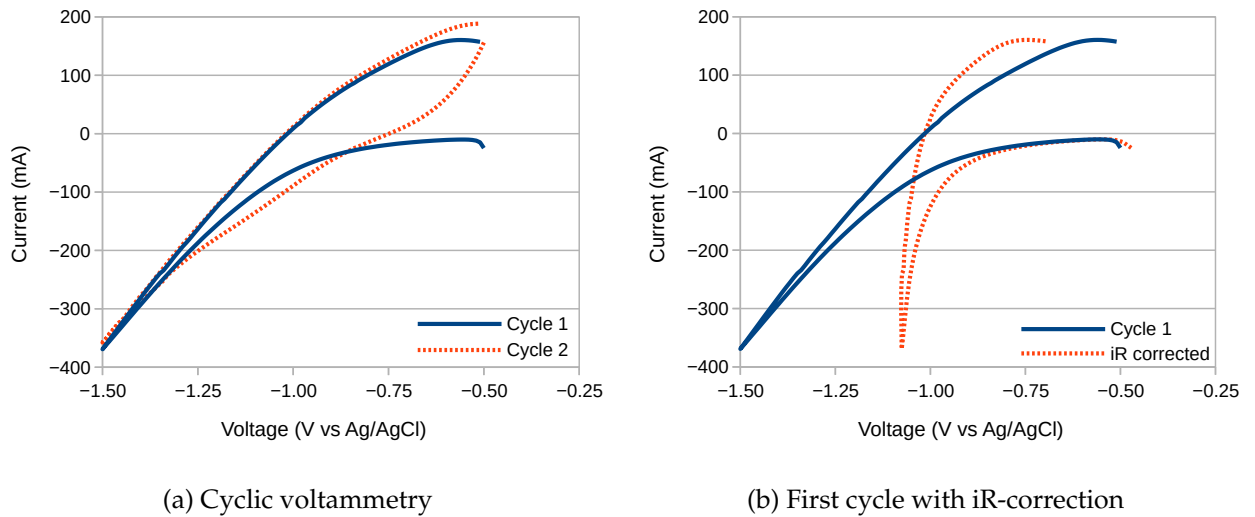 200
100
0
−100
−200
−300
−400
−1.50
−1.25
−1.00
−0.75
−0.50
−0.25
Current (mA)
Voltage (V vs Ag/AgCl)
Cycle 1
Cycle 2
(a) Cyclic voltammetry
200
100
0
−100
−200
−300
−400
−1.50
−1.25
−1.00
−0.75
−0.50
−0.25
Current (mA)
Voltage (V vs Ag/AgCl)
Cycle 1
iR corrected
(b) First cycle with iR-correction